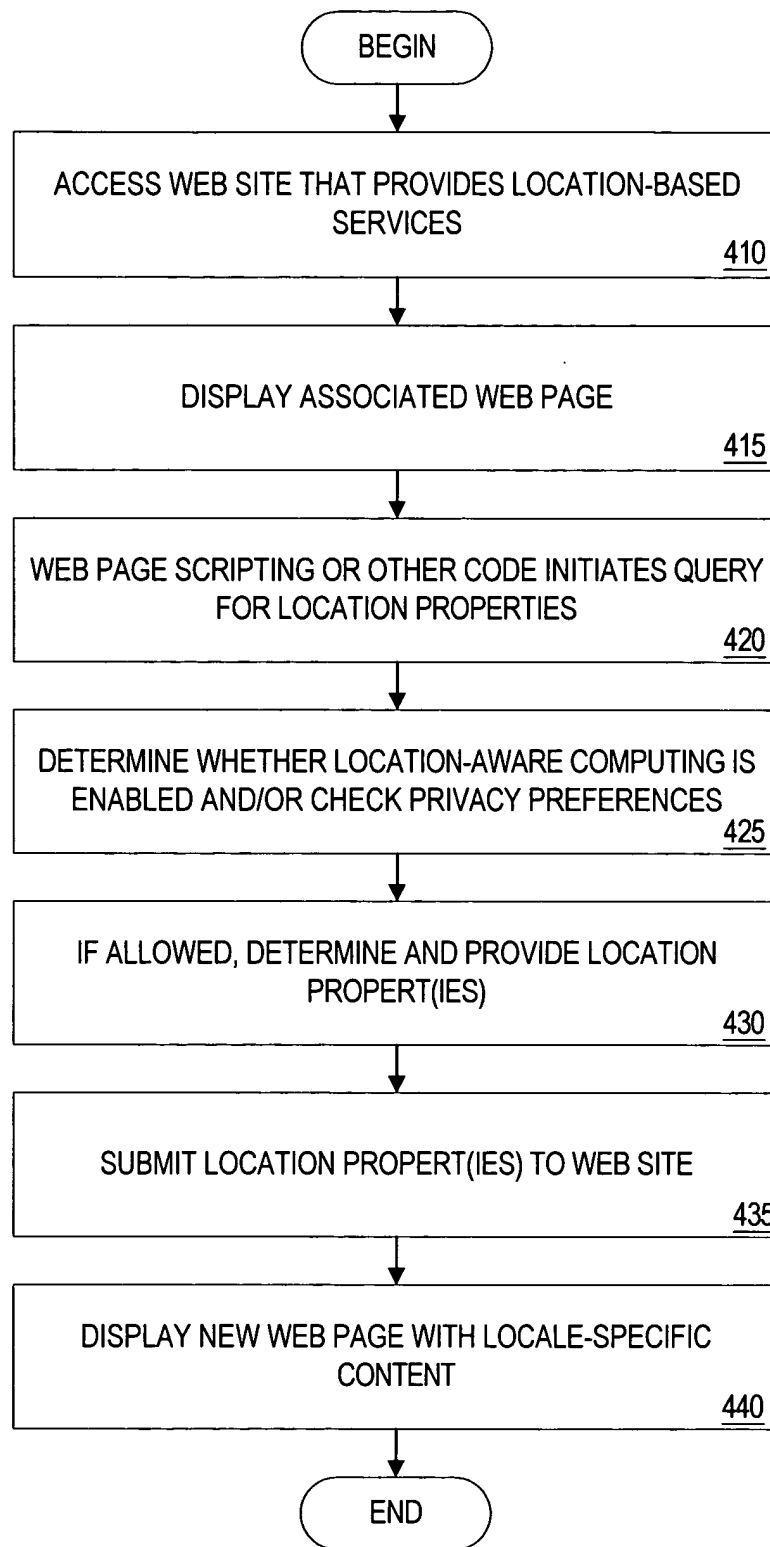 BEGIN
ACCESS WEB SITE THAT PROVIDES LOCATION-BASED
SERVICES
410
DISPLAY ASSOCIATED WEB PAGE
415
WEB PAGE SCRIPTING OR OTHER CODE INITIATES QUERY
FOR LOCATION PROPERTIES
420
DETERMINE WHETHER LOCATION-AWARE COMPUTING IS
ENABLED AND/OR CHECK PRIVACY PREFERENCES
425
IF ALLOWED, DETERMINE AND PROVIDE LOCATION
PROPERT(IES)
430
SUBMIT LOCATION PROPERT(IES) TO WEB SITE
435
DISPLAY NEW WEB PAGE WITH LOCALE-SPECIFIC
CONTENT
440
END